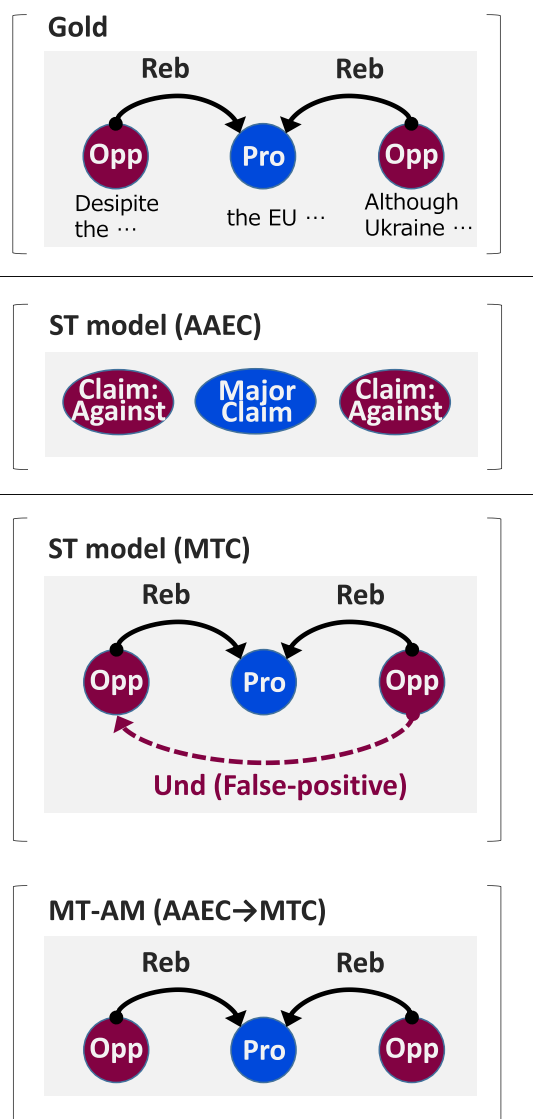 Gold
Reb Reb
Opp Pro Opp
Desipite
the ⋯
the EU ⋯
Although
Ukraine ⋯
ST model (AAEC)
Claim:
Against
Major
Claim
Claim:
Against
ST model (MTC)
Reb Reb
Opp Pro Opp
Und (False-positive)
MT-AM (AAEC→MTC)
Reb Reb
Opp Pro Opp